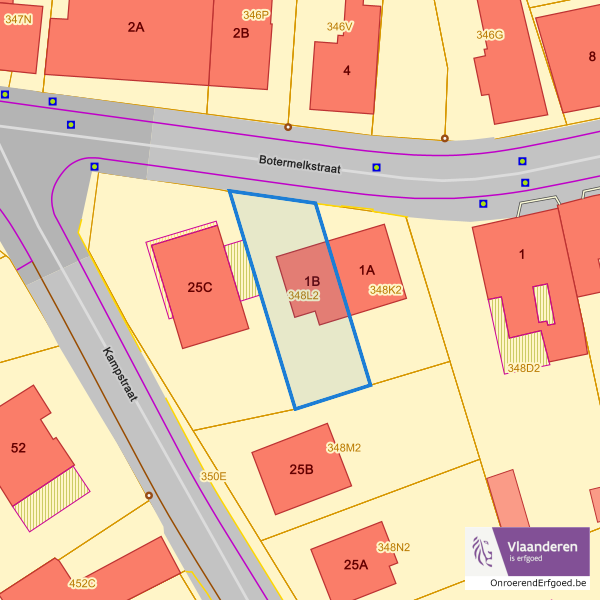 347N
2A
346P
2B
346V
4
346G
8
Botermelkstraat
25C
1B
348L2
1A
348K2
1
348D2
Kampstraat
52
350E
348M2
25B
348N2
25A
452C
Vlaanderen
is erfgoed
OnroerendErfgoed.be